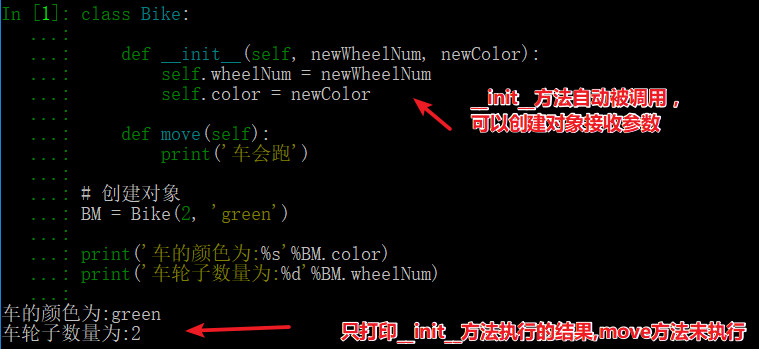 In [1]: class Bike:
...:
...:     def __init__(self, newWheelNum, newColor):
...:         self.wheelNum = newWheelNum
...:         self.color = newColor
...:
...:     def move(self):
...:         print('车会跑')
...:
...: # 创建对象
...: BM = Bike(2, 'green')
...:
...: print('车的颜色为:%s'%BM.color)
...: print('车轮子数量为:%d'%BM.wheelNum)
...:
车的颜色为:green
车轮子数量为:2
__init__方法自动被调用，
可以创建对象接收参数
只打印__init__方法执行的结果,move方法未执行